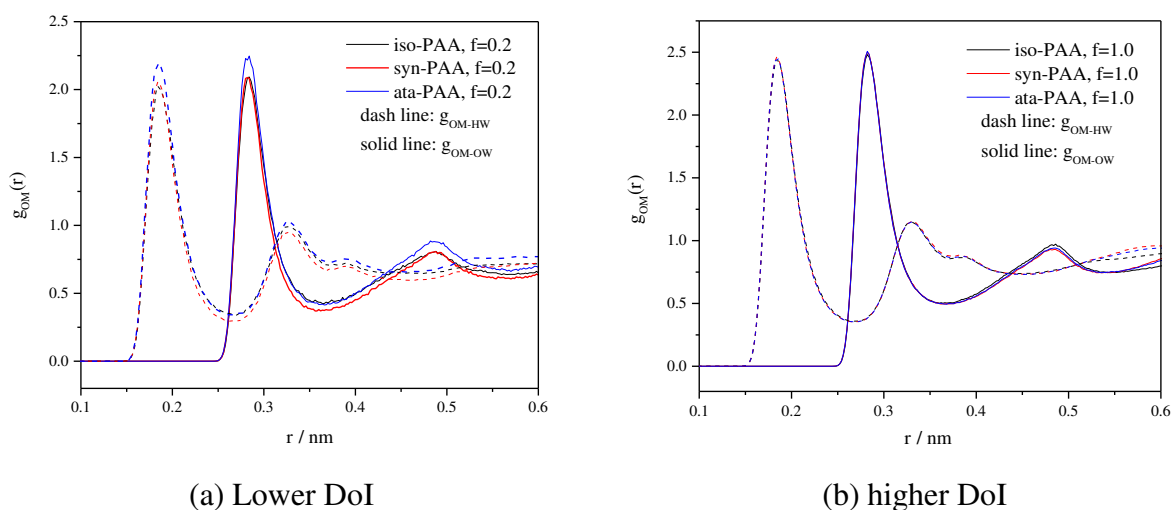 2.5
2.0
1.5
1.0
0.5
0.0
g_OM(r)
iso-PAA, f=0.2
syn-PAA, f=0.2
ata-PAA, f=0.2
dash line: g_OM-HW
solid line: g_OM-OW
0.1 0.2 0.3 0.4 0.5 0.6
r / nm
(a) Lower DoI
2.5
2.0
1.5
1.0
0.5
0.0
g_OM(r)
iso-PAA, f=1.0
syn-PAA, f=1.0
ata-PAA, f=1.0
dash line: g_OM-HW
solid line: g_OM-OW
0.1 0.2 0.3 0.4 0.5 0.6
r / nm
(b) higher DoI